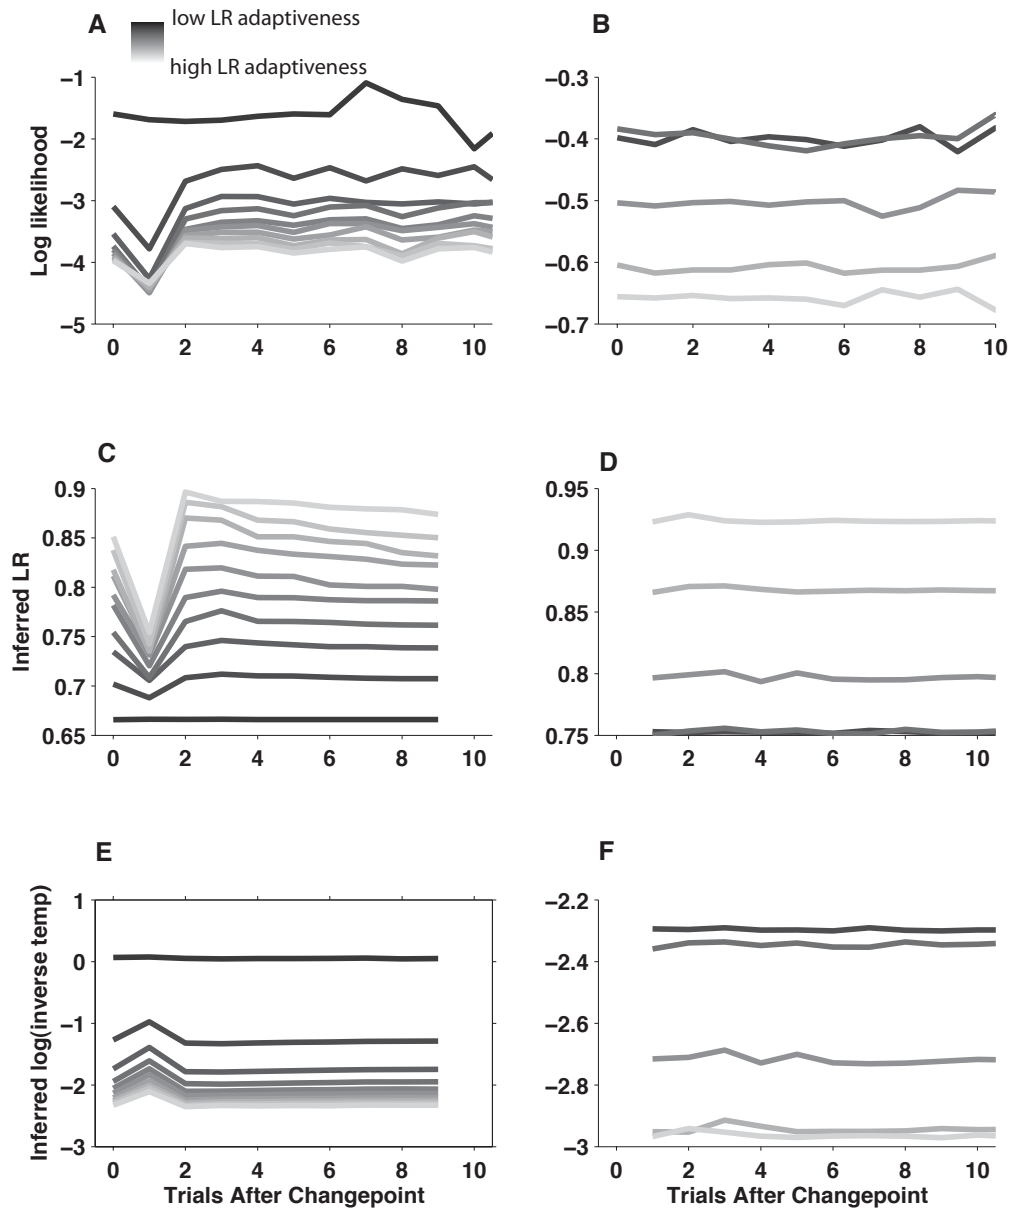 A
low LR adaptiveness
high LR adaptiveness
Log likelihood
−1
−2
−3
−4
−5
0 2 4 6 8 10
B
−0.3
−0.4
−0.5
−0.6
−0.7
0 2 4 6 8 10
C
Inferred LR
0.9
0.85
0.8
0.75
0.7
0.65
0 2 4 6 8 10
D
0.95
0.9
0.85
0.8
0.75
0 2 4 6 8 10
E
Inferred log(inverse temp)
1
0
−1
−2
−3
0 2 4 6 8 10
Trials After Changepoint
F
−2.2
−2.4
−2.6
−2.8
−3
0 2 4 6 8 10
Trials After Changepoint